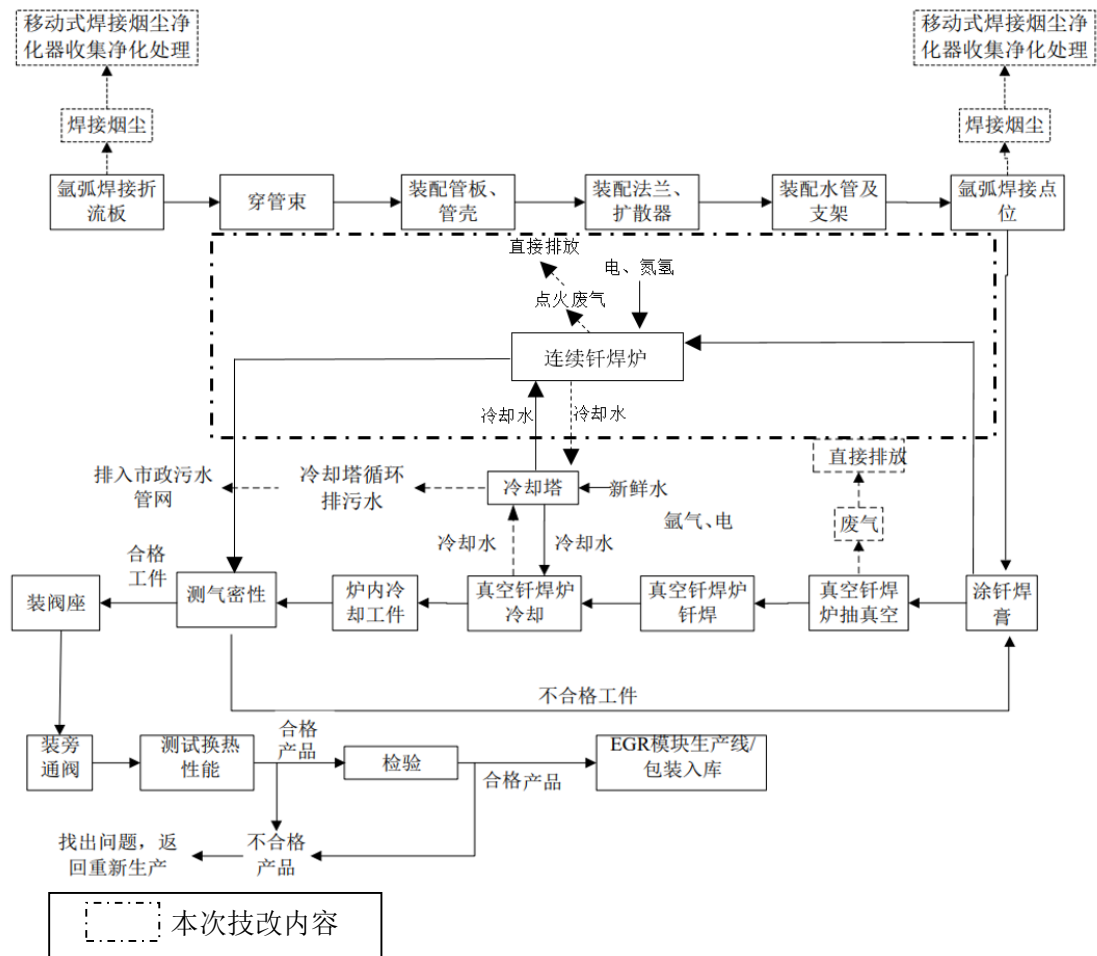 移动式焊接烟尘净
化器收集净化处理
移动式焊接烟尘净
化器收集净化处理
焊接烟尘
焊接烟尘
氩弧焊接折
流板
穿管束
装配管板、
管壳
装配法兰、
扩散器
装配水管及
支架
氩弧焊接点
位
直接排放
电、氮氢
点火废气
连续钎焊炉
冷却水
冷却水
直接排放
排入市政污水
管网
冷却塔循环
排污水
冷却塔
新鲜水
氩气、电
废气
冷却水
冷却水
合格
工件
装阀座
测气密性
炉内冷
却工件
真空钎焊炉
冷却
真空钎焊炉
钎焊
真空钎焊
炉抽真空
涂钎焊
膏
不合格工件
装旁
通阀
测试换热
性能
合格
产品
检验
合格产品
EGR模块生产线/
包装入库
找出问题，返
回重新生产
不合格
产品
本次技改内容